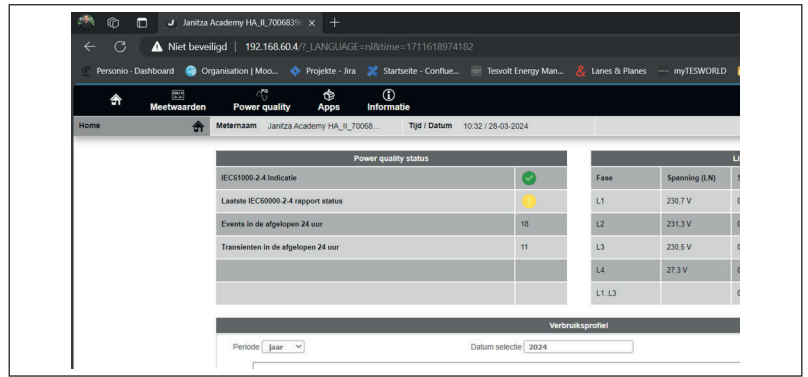 Janitza Academy HA_II_7006839
Niet beveiligd | 192.168.60.4/?_LANGUAGE=nl&time=1711618974182
Personio - Dashboard Organisation | Moo... Projekte - Jira Startseite - Conflue... Tesvolt Energy Man... Lanes & Planes myTESWORLD
Meetwaarden Power quality Apps Informatie
Home Meternaam Janitza Academy HA_II_70068... Tijd / Datum 10:32 / 28-03-2024
Power quality status
IEC61000-2-4 Indicatie
Laatste IEC60000-2-4 rapport status
Events in de afgelopen 24 uur 18
Transienten in de afgelopen 24 uur 11
Fase Spanning (LN)
L1 230,7 V
L2 231,3 V
L3 230,5 V
L4 27,3 V
L1..L3
Verbruiksprofiel
Periode jaar Datum selectie 2024